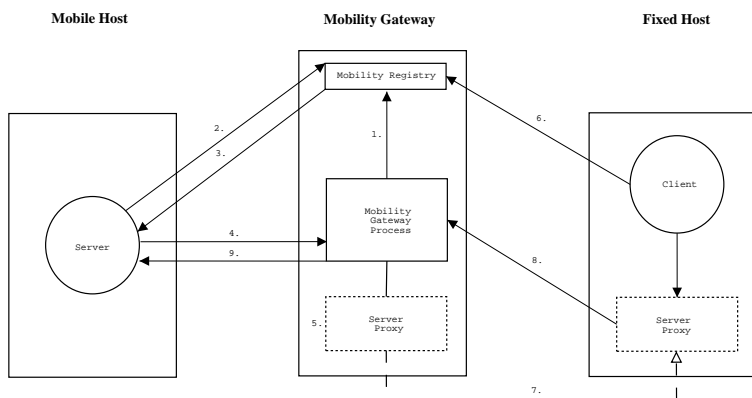 Mobile Host
Mobility Gateway
Fixed Host
Mobility Registry
2.
3.
1.
6.
Client
Mobility
Gateway
Process
Server
4.
9.
8.
5.
Server
Proxy
Server
Proxy
7.